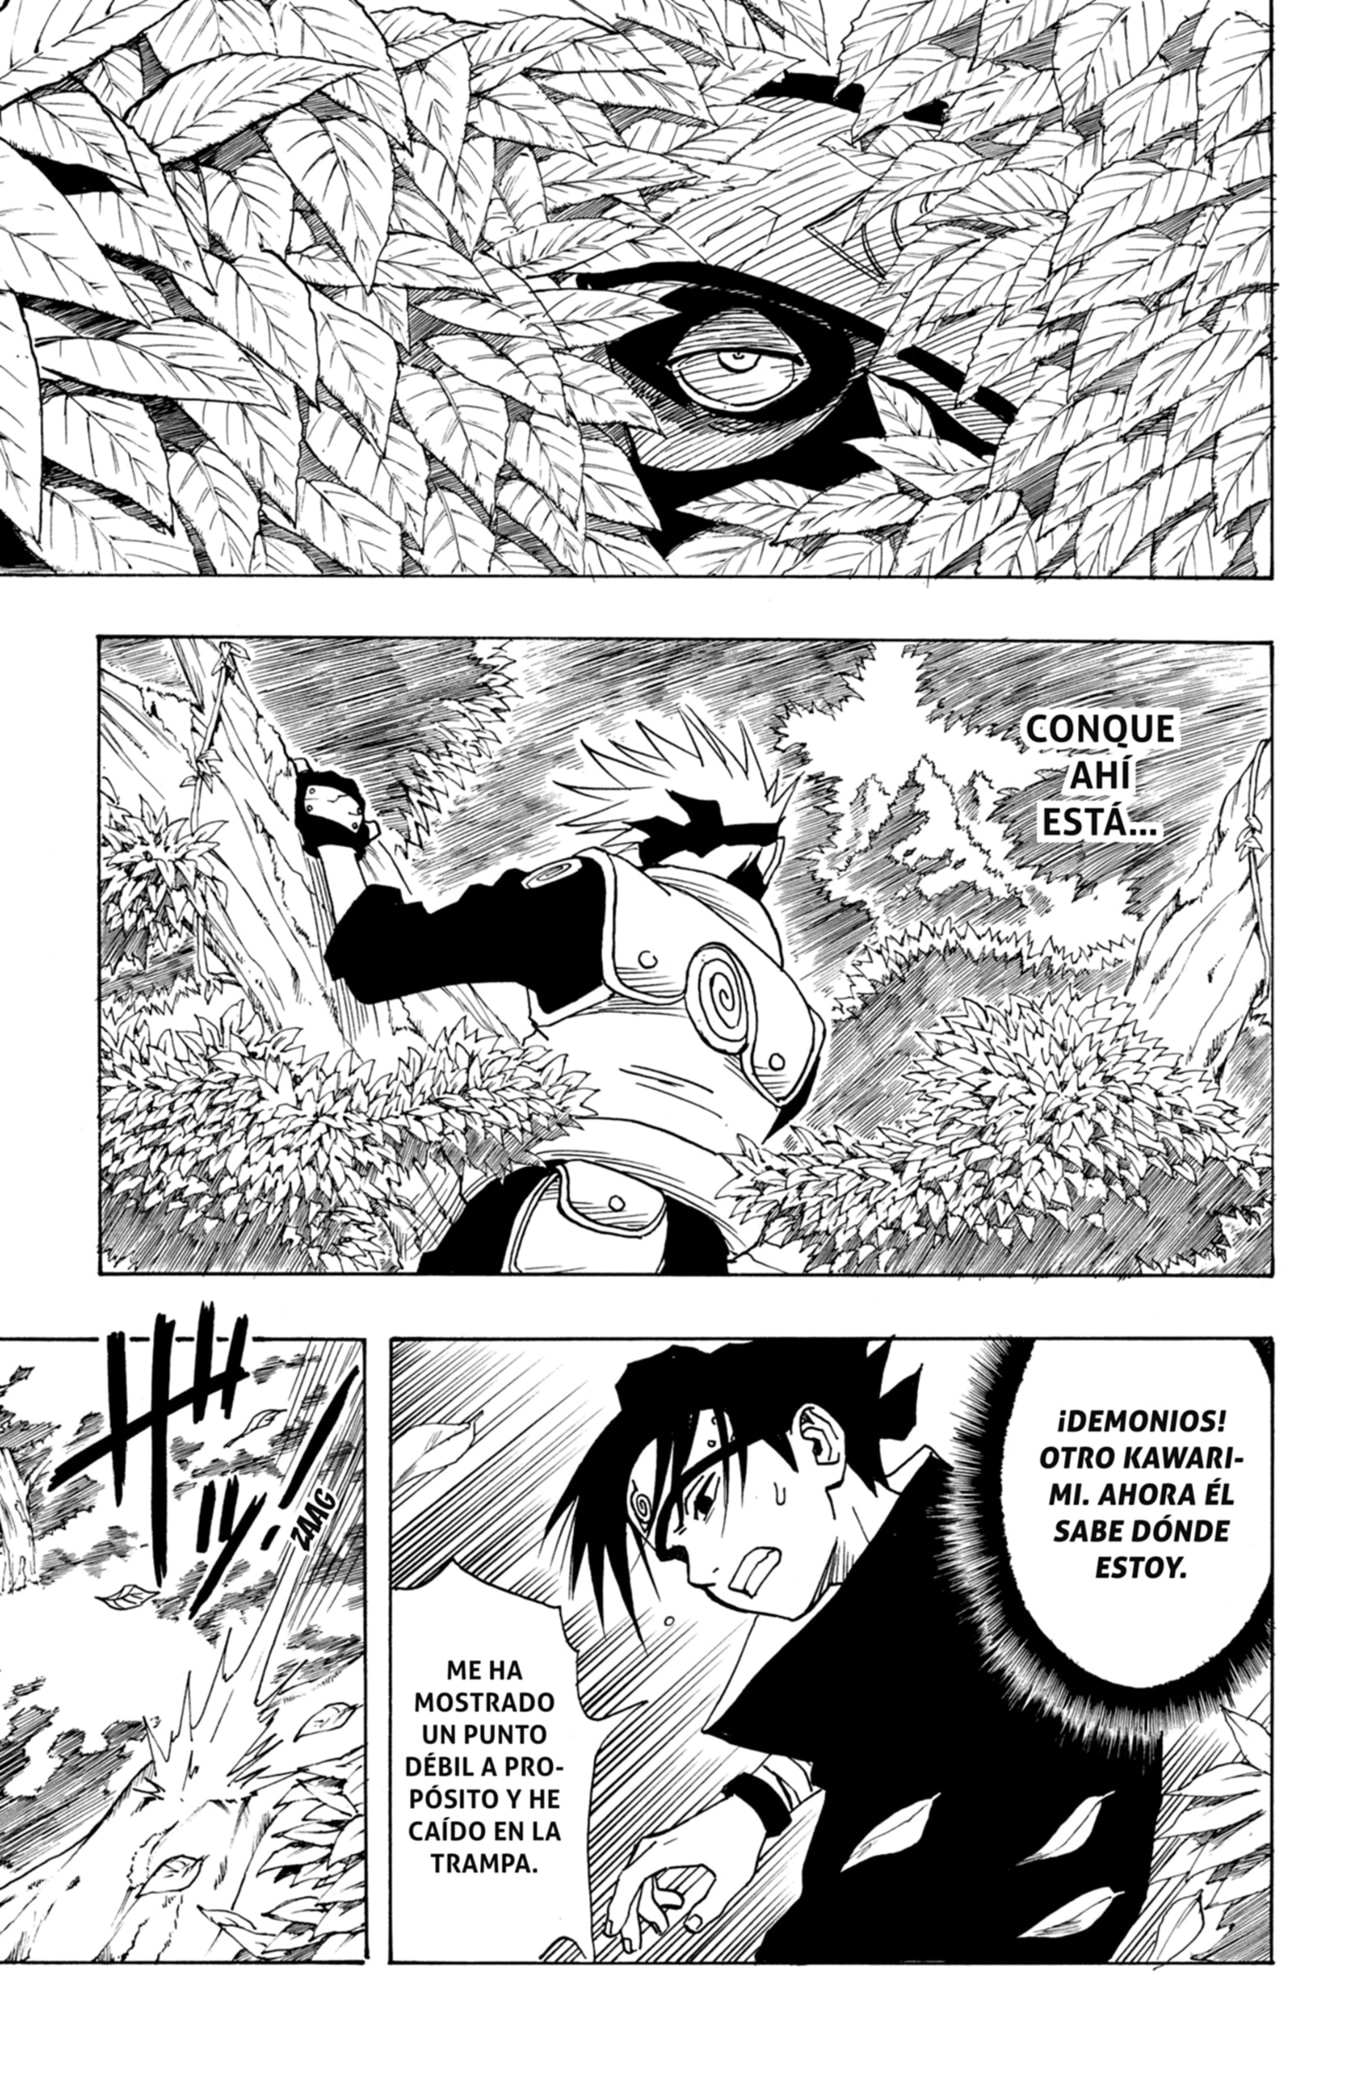 CONQUE
AHÍ
ESTÁ...
¡DEMONIOS!
OTRO KAWARI-
MI. AHORA ÉL
SABE DÓNDE
ESTOY.
ME HA
MOSTRADO
UN PUNTO
DÉBIL A PRO-
PÓSITO Y HE
CAÍDO EN LA
TRAMPA.
ZAAG